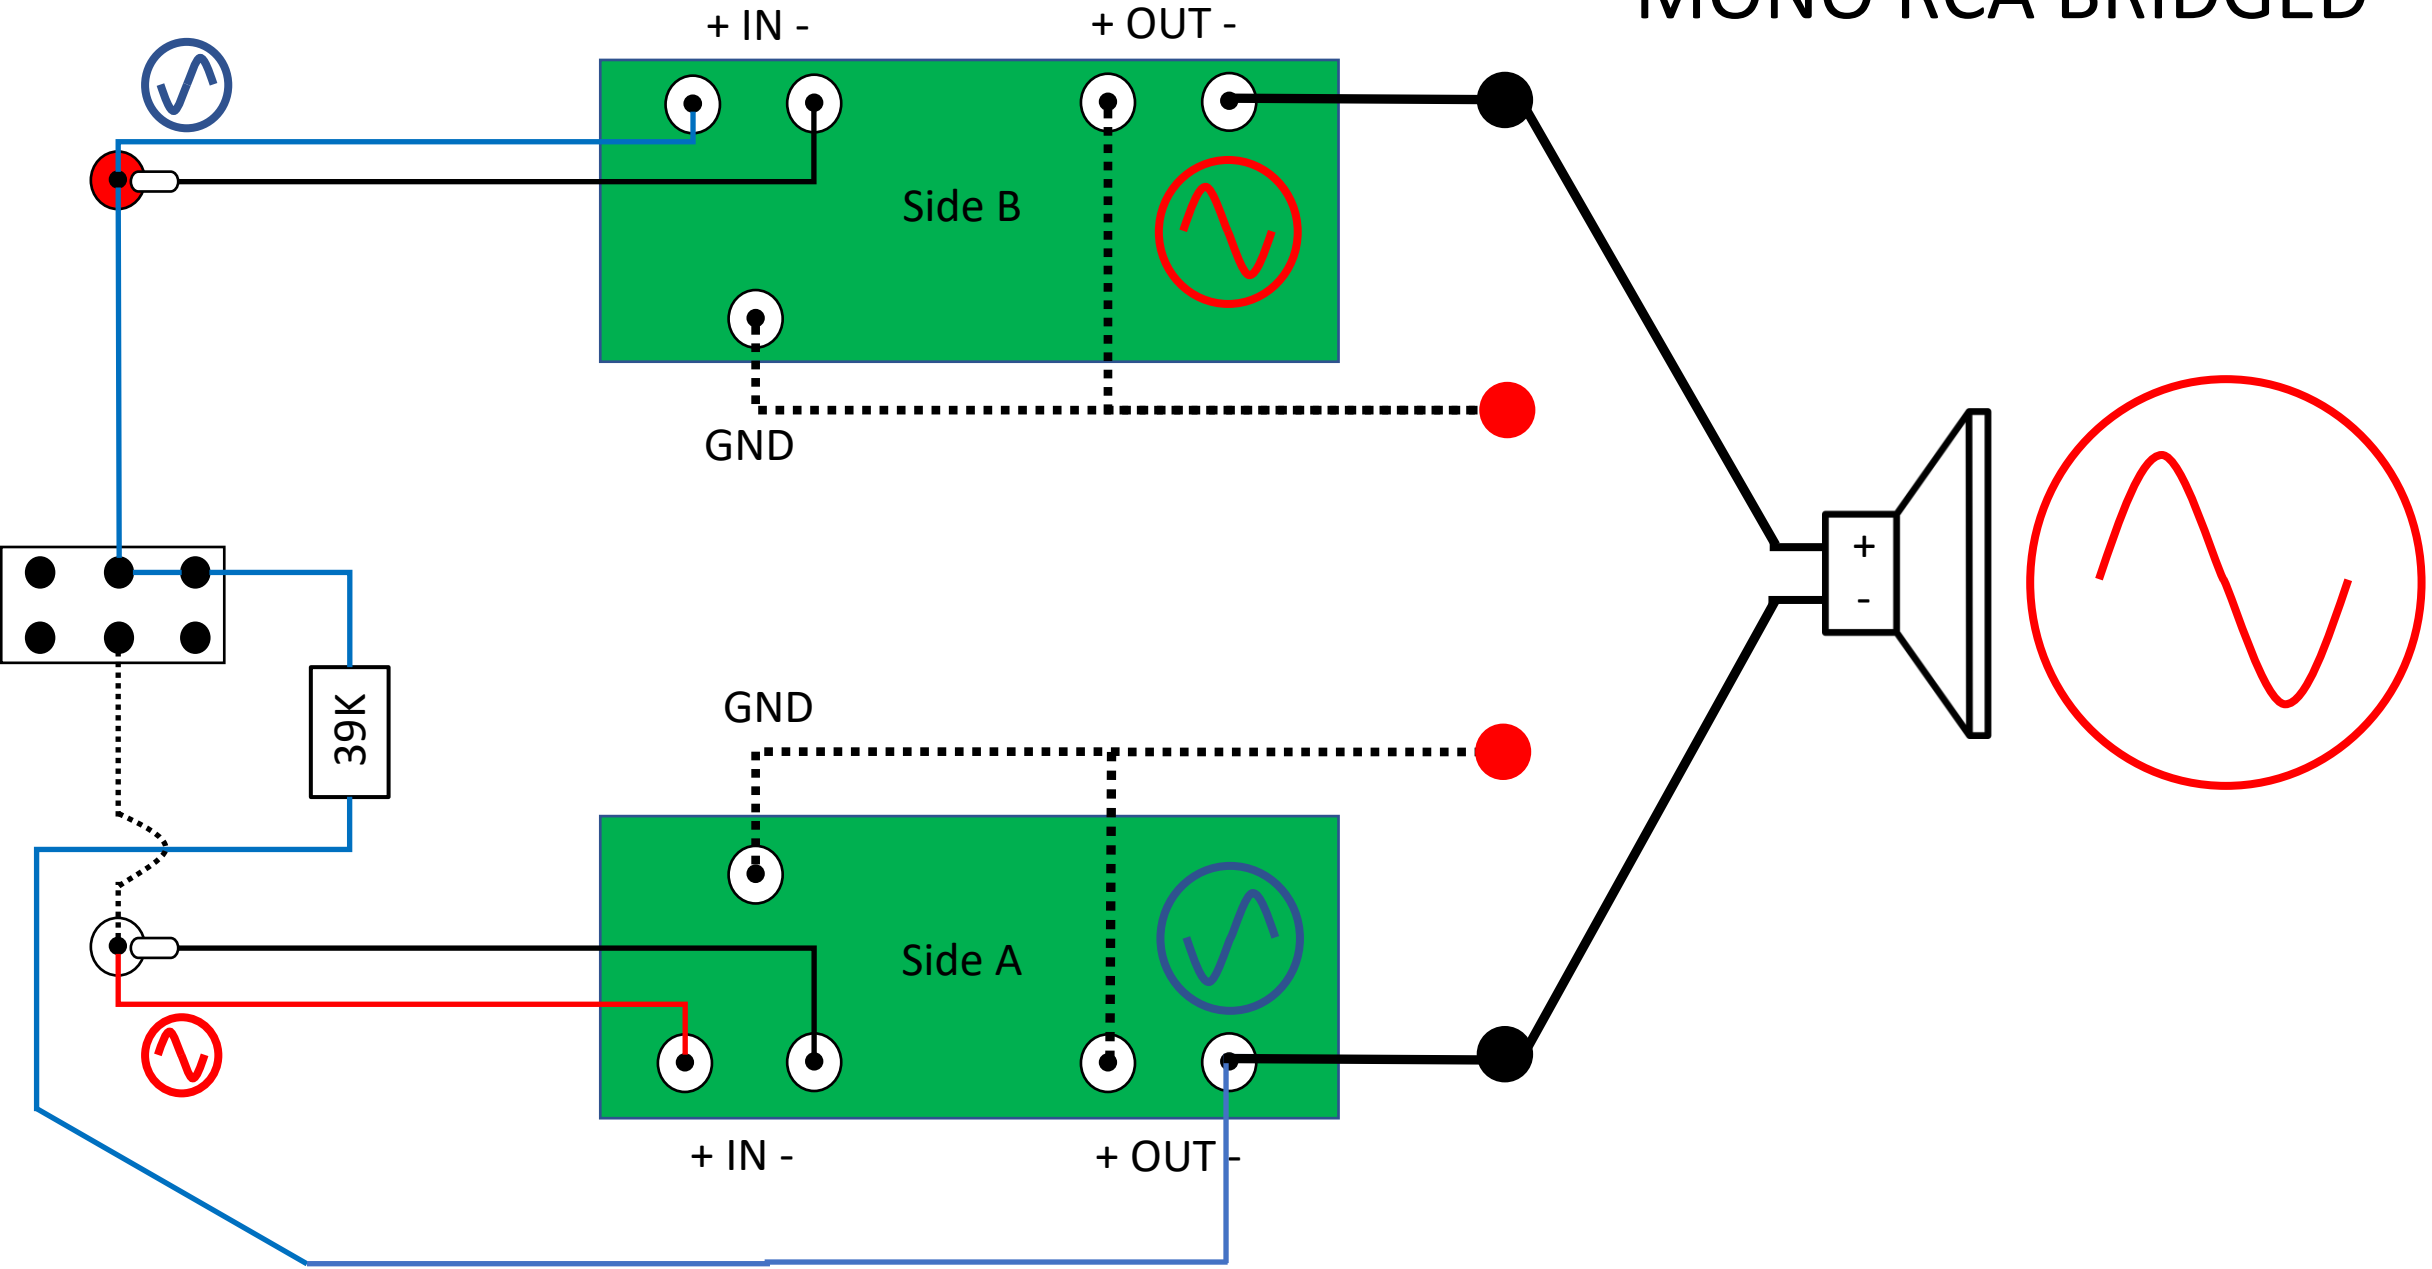 MONO RCA BRIDGED
+ IN -
+ OUT -
Side B
GND
+
-
39K
GND
Side A
+ IN -
+ OUT -